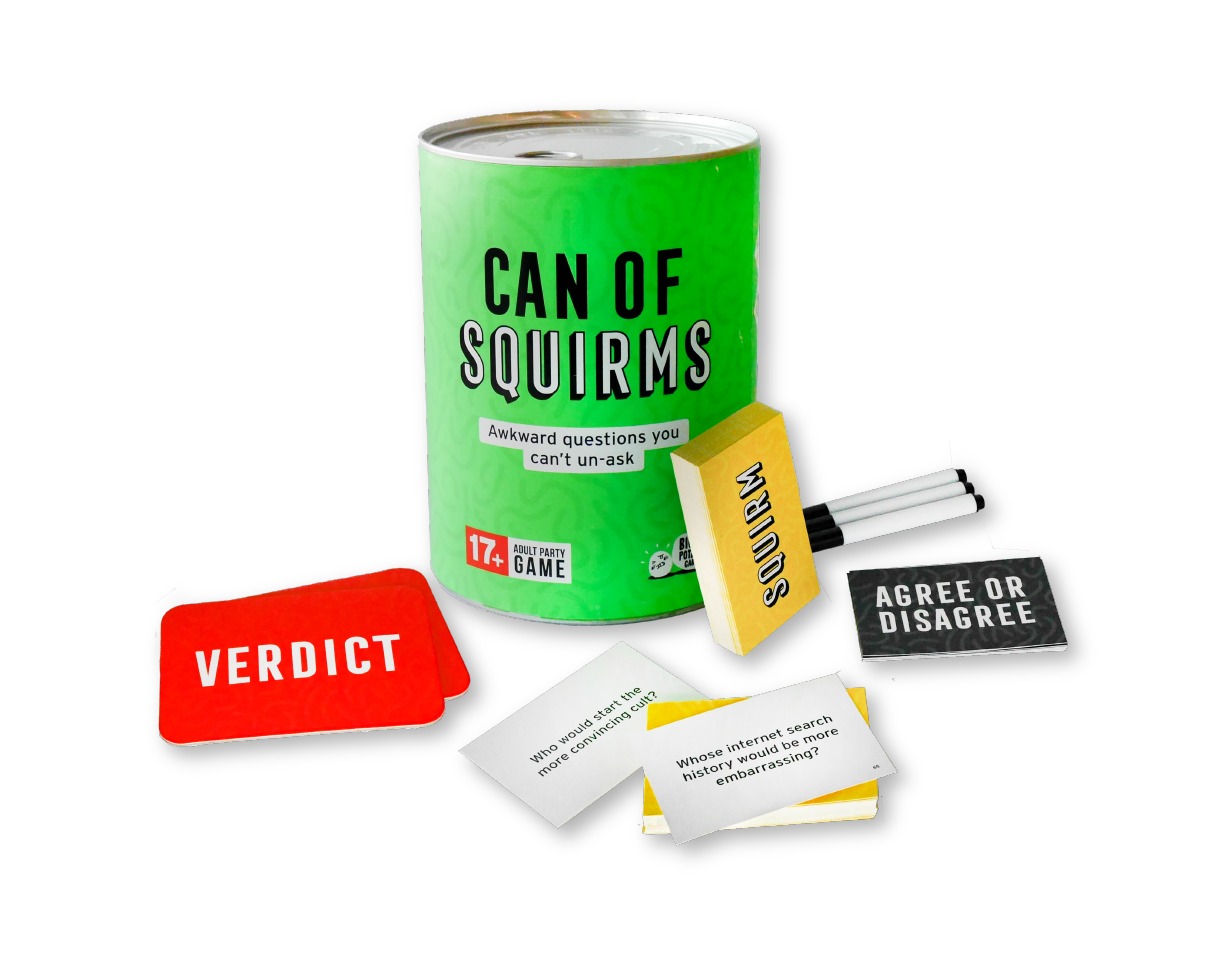 CAN OF
SQUIRMS
Awkward questions you
can't un-ask
17+
ADULT PARTY
GAME
SQUIRM
AGREE OR
DISAGREE
VERDICT
Who would start the
more convincing cult?
Whose internet search
history would be more
embarrassing?